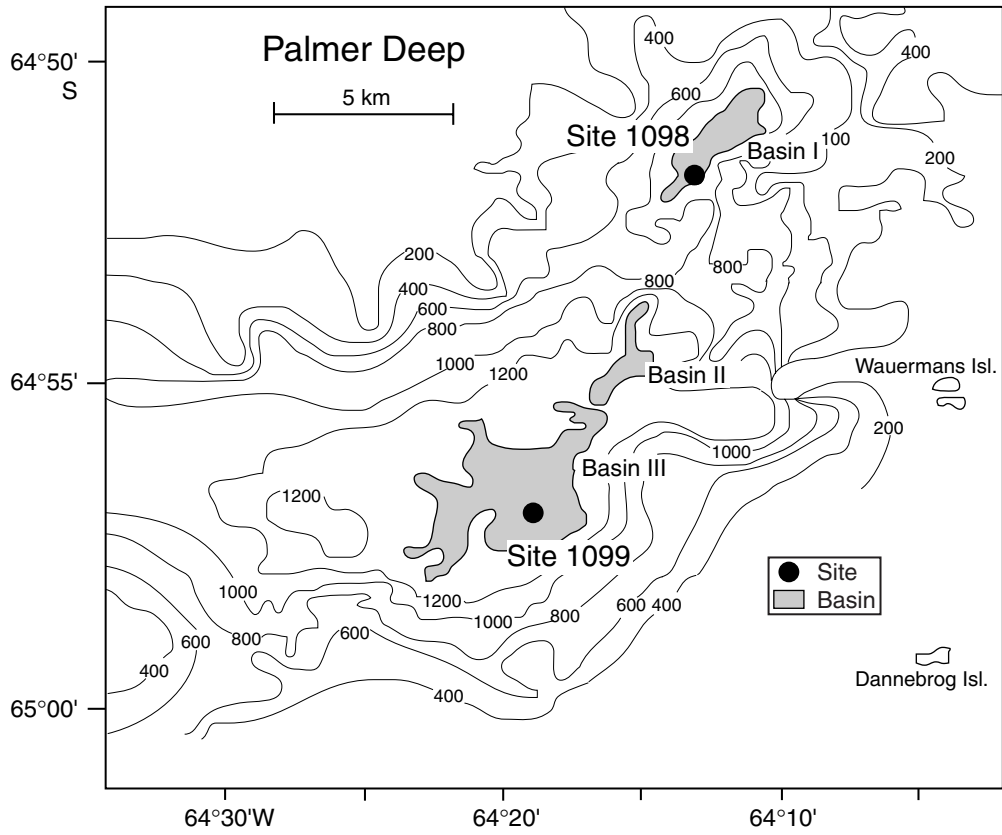 Palmer Deep
5 km
64°50'
S
64°55'
65°00'
64°30'W
64°20'
64°10'
Site 1098
Basin I
Basin II
Basin III
Site 1099
Wauermans Isl.
Dannebrog Isl.
Site
Basin
400
400
600
100
200
200
400
600
800
800
800
1000
1200
200
1000
1200
1200
1000
800
600
400
1000
800
600
600
400
400